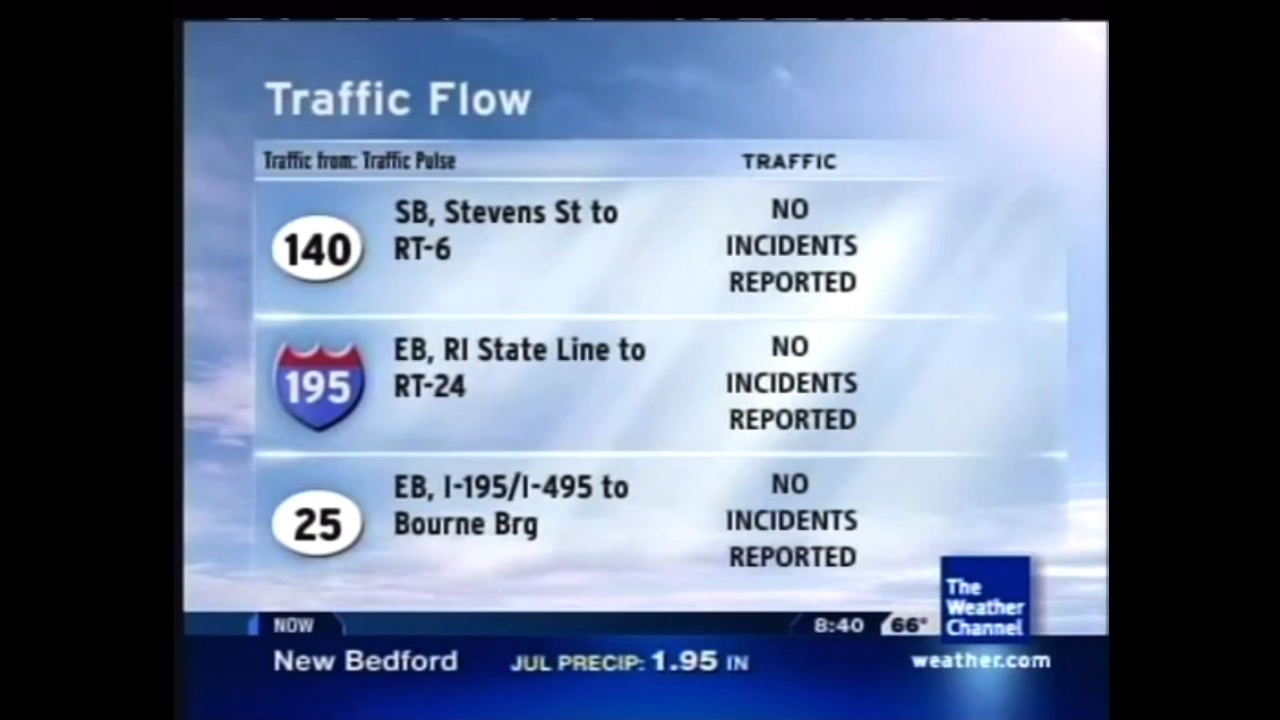 Traffic Flow
Traffic from: Traffic Pulse
TRAFFIC
140
SB, Stevens St to
RT-6
NO
INCIDENTS
REPORTED
195
EB, RI State Line to
RT-24
NO
INCIDENTS
REPORTED
25
EB, I-195/I-495 to
Bourne Brg
NO
INCIDENTS
REPORTED
The
Weather
Channel
NOW
8:40
66°
New Bedford
JUL PRECIP: 1.95 IN
weather.com